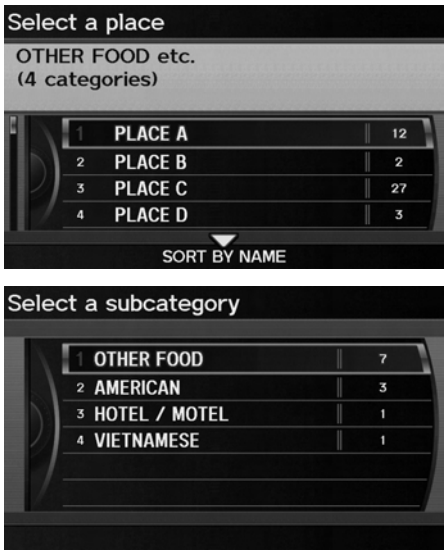 Select a place
OTHER FOOD etc.
(4 categories)
1 PLACE A 12
2 PLACE B 2
3 PLACE C 27
4 PLACE D 3
SORT BY NAME
Select a subcategory
1 OTHER FOOD 7
2 AMERICAN 3
3 HOTEL / MOTEL 1
4 VIETNAMESE 1